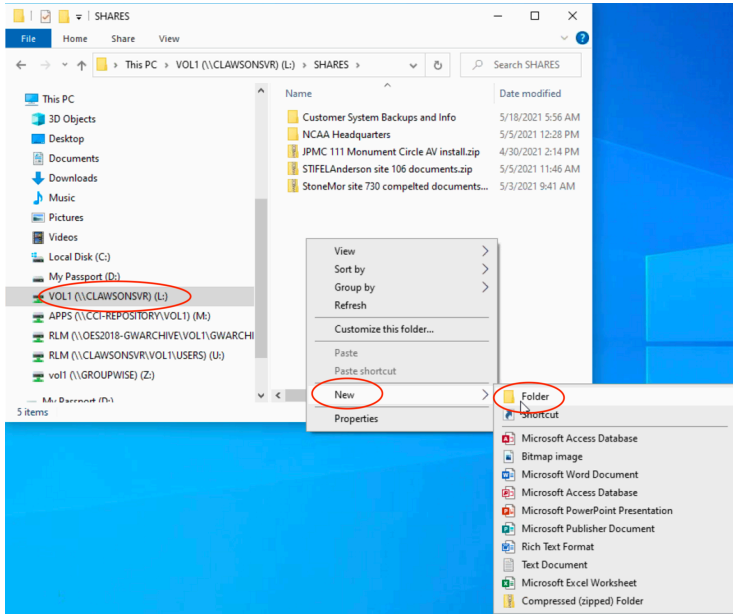 SHARES
File Home Share View
This PC > VOL1 (\\CLAWSONSVR) (L:) > SHARES > Search SHARES
This PC
3D Objects
Desktop
Documents
Downloads
Music
Pictures
Videos
Local Disk (C:)
My Passport (D:)
VOL1 (\\CLAWSONSVR) (L:)
APPS (\\CCI-REPOSITORY\VOL1) (M:)
RLM (\\OES2018-GWARCHIVE\VOL1\GWARCHI
RLM (\\CLAWSONSVR\VOL1\USERS) (U:)
vol1 (\\GROUPWISE) (Z:)
My Passport (D:)
5 items
Name Date modified
Customer System Backups and Info 5/18/2021 5:56 AM
NCAA Headquarters 5/5/2021 12:28 PM
JPMC 111 Monument Circle AV install.zip 4/30/2021 2:14 PM
STIFELAnderson site 106 documents.zip 5/5/2021 11:46 AM
StoneMor site 730 compelted documents... 5/3/2021 9:41 AM
View
Sort by
Group by
Refresh
Customize this folder...
Paste
Paste shortcut
New
Properties
Folder
Shortcut
Microsoft Access Database
Bitmap image
Microsoft Word Document
Microsoft Access Database
Microsoft PowerPoint Presentation
Microsoft Publisher Document
Rich Text Format
Text Document
Microsoft Excel Worksheet
Compressed (zipped) Folder